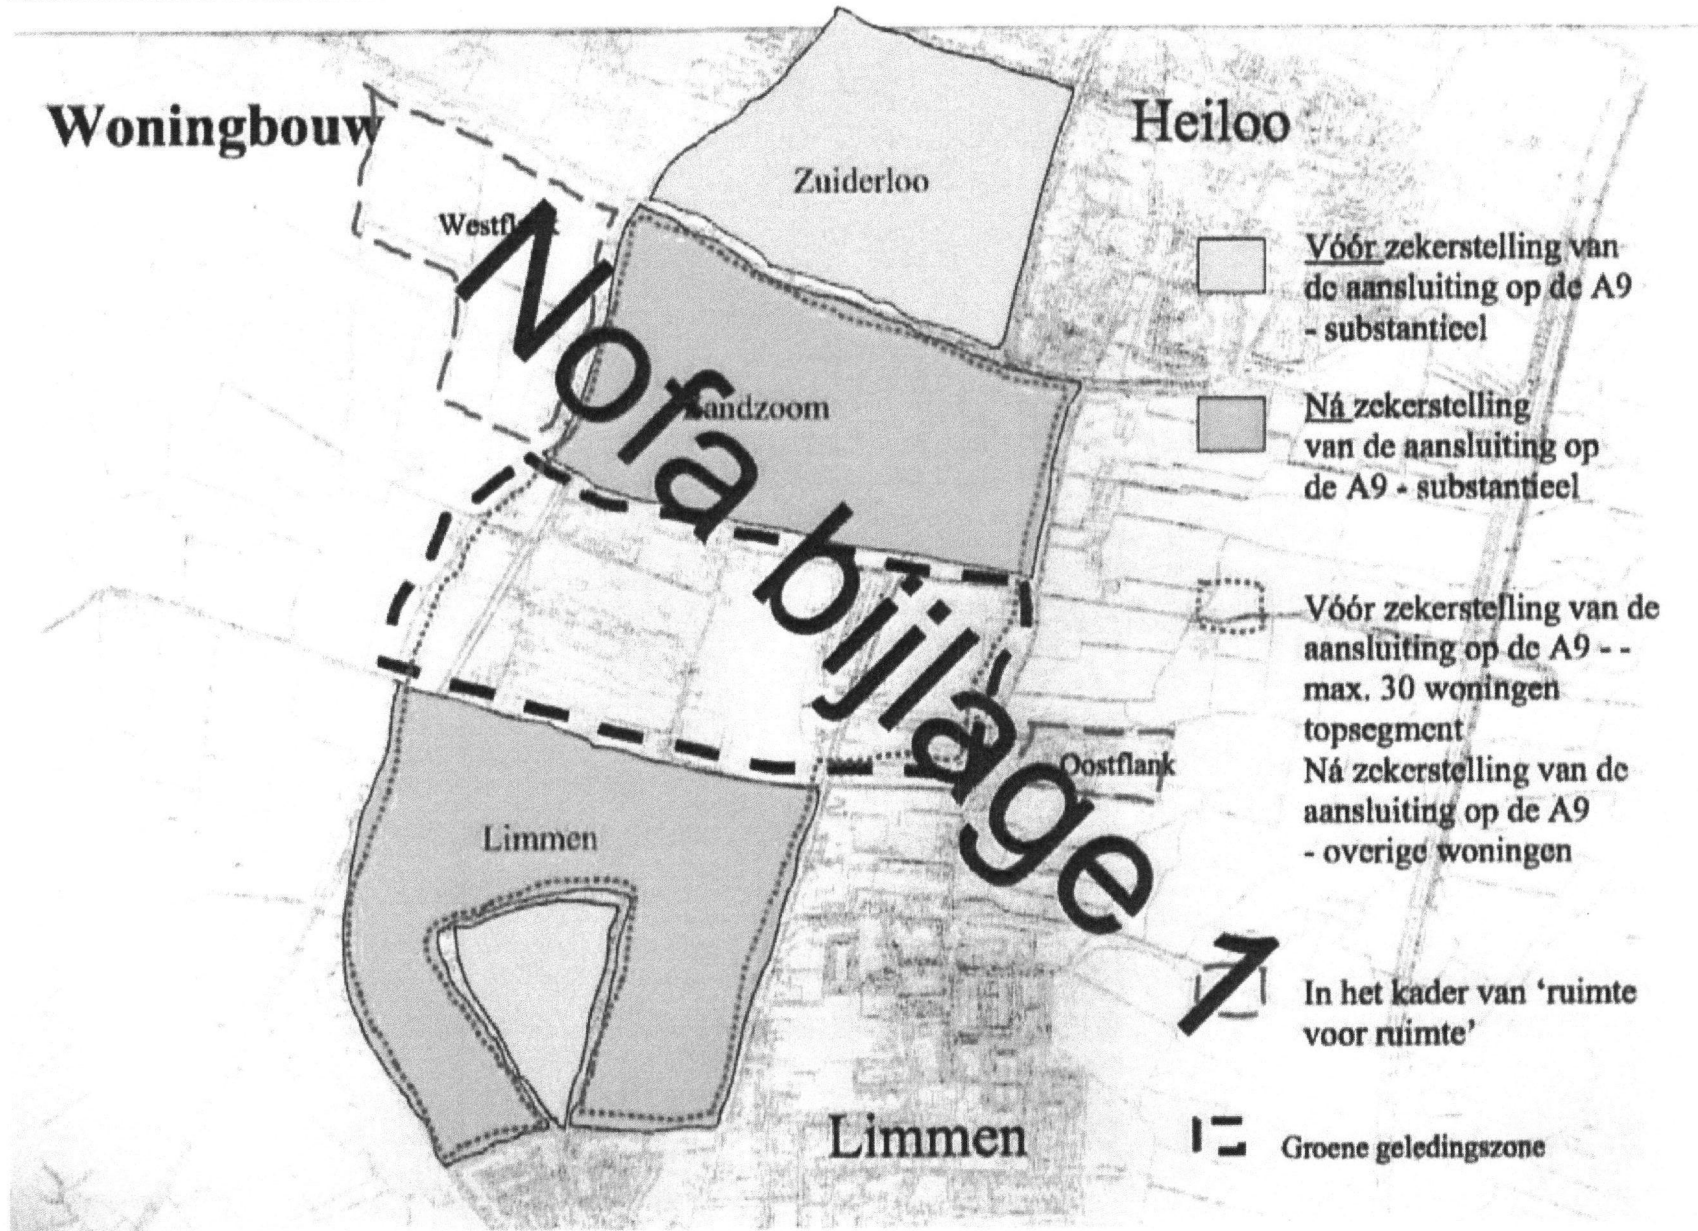 Woningbouw
Heiloo
Zuiderloo
Zandzoom
Limmen
Oostflank
Limmen
Vóór zekerstelling van
de aansluiting op de A9
- substantieel
Ná zekerstelling
van de aansluiting op
de A9 - substantieel
Vóór zekerstelling van de
aansluiting op de A9 - -
max. 30 woningen
topsegment
Ná zekerstelling van de
aansluiting op de A9
- overige woningen
In het kader van ‘ruimte
voor ruimte’
Groene geledingszone
Nofa bijlage 1